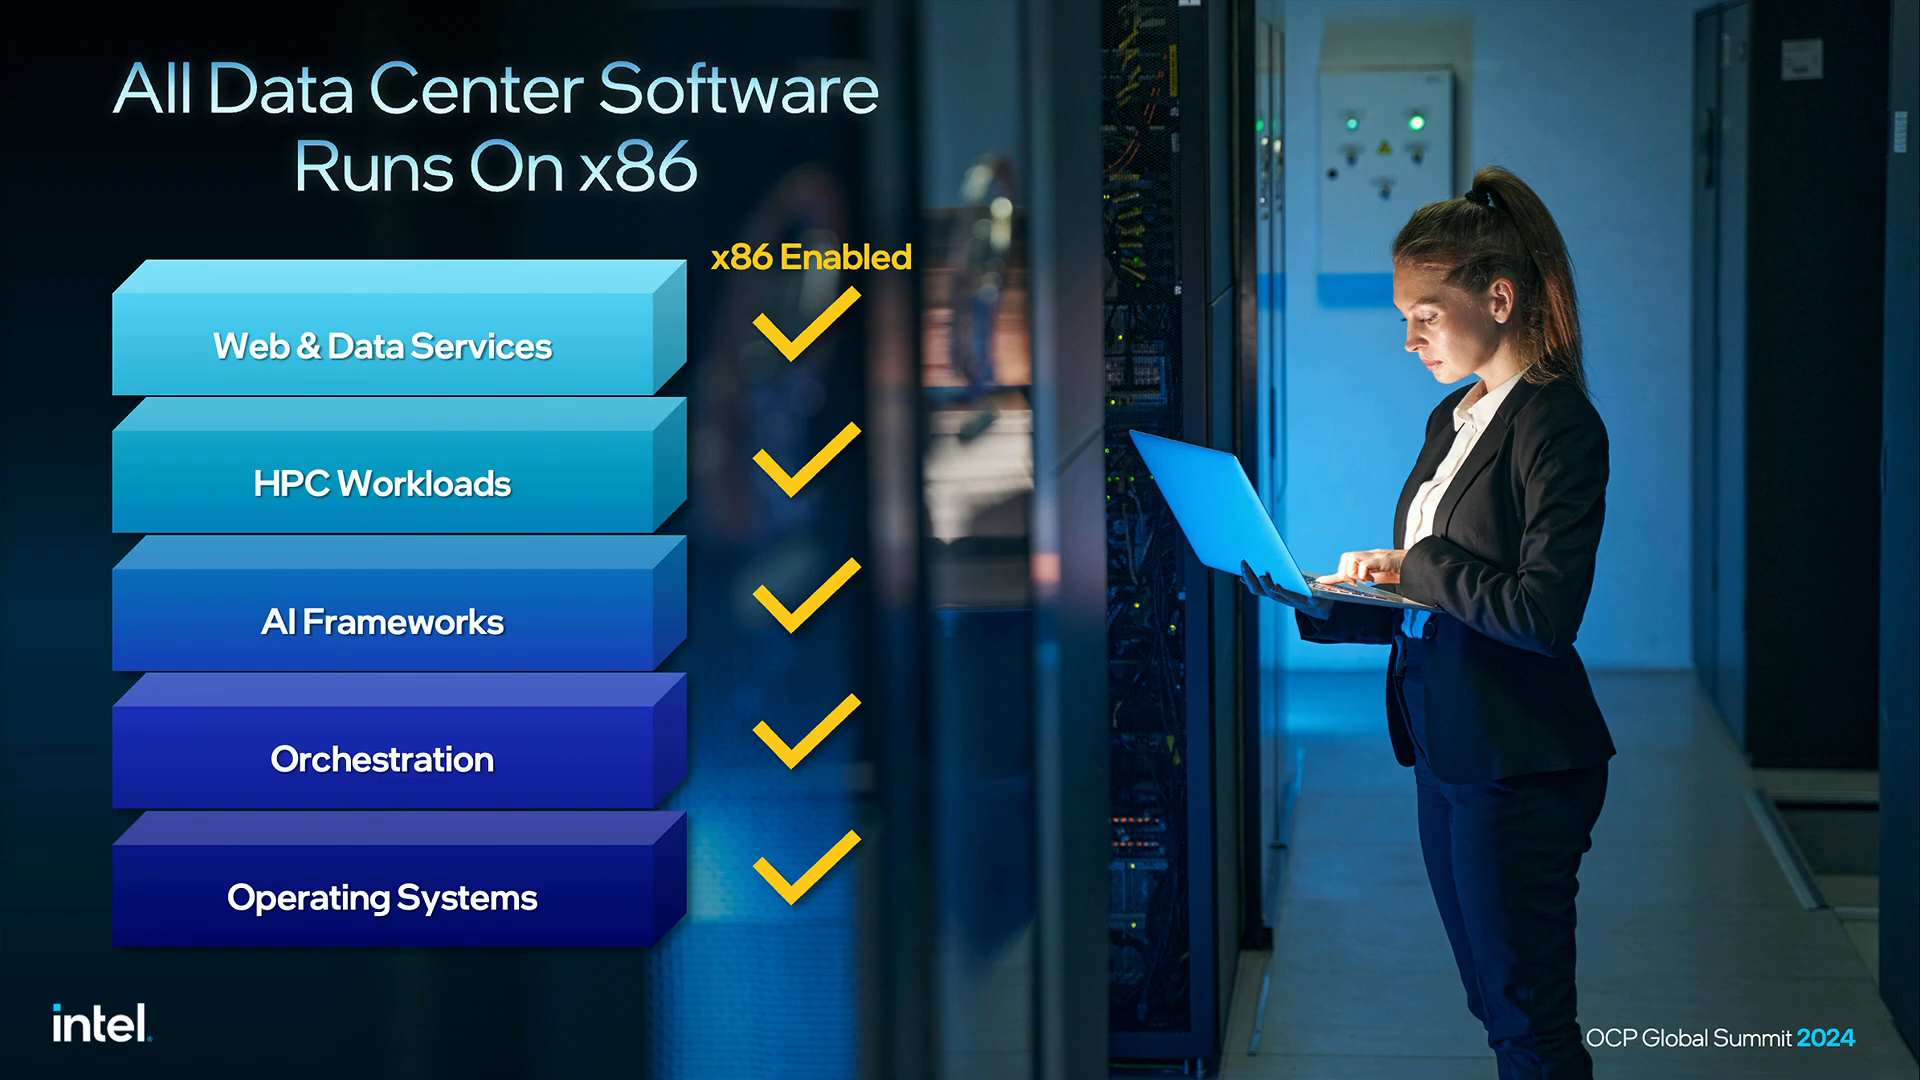 All Data Center Software
Runs On x86
x86 Enabled
Web & Data Services
HPC Workloads
AI Frameworks
Orchestration
Operating Systems
intel.
OCP Global Summit 2024